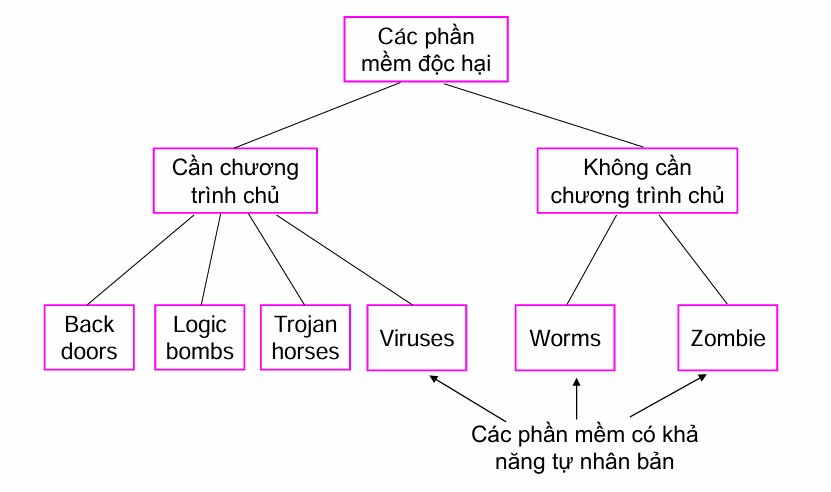 Các phần
mềm độc hại
Cần chương
trình chủ
Không cần
chương trình chủ
Back
doors
Logic
bombs
Trojan
horses
Viruses
Worms
Zombie
Các phần mềm có khả
năng tự nhân bản